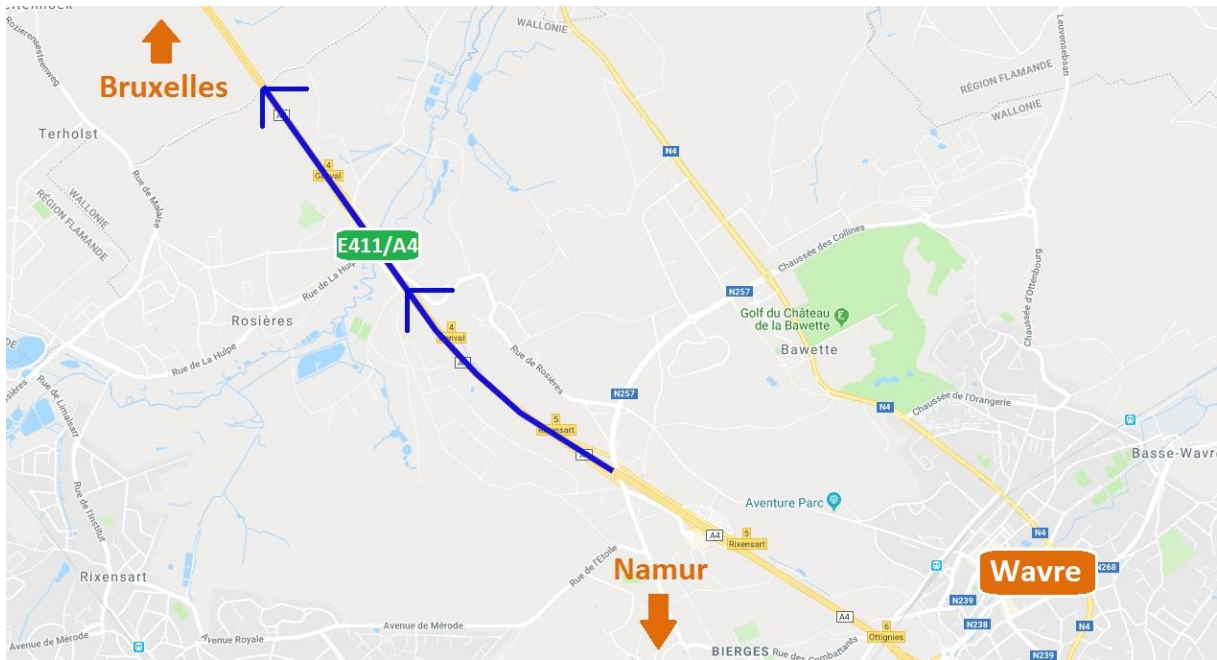 Rozierensesteenweg
Bruxelles
WALLONIE
Leuvensebaan
RÉGION FLAMANDE
WALLONIE
Terholst
Rue de Malaise
WALLONIE
RÉGION FLAMANDE
N4
4
Genval
E411/A4
Chaussée des Collines
Rue de La Hulpe
N257
Chaussée d'Ottenbourg
Golf du Château
de la Bawette
Bawette
Rosières
4
Rue de La Hulpe
Rue de Rosières
Rosières
Rue de Limalsart
N257
N4
Chaussée de l'Orangerie
5
Rixensart
Basse-Wavre
Aventure Parc
Rue de l'Institut
A4
5
Rixensart
N4
Rue de l'Etoile
Namur
Wavre
N268
Rixensart
N239
N238
N4
A4
6
Ottignies
Avenue de Mérode
Avenue Royale
Avenue de Mérode
BIERGES
Rue des Combattants
N239